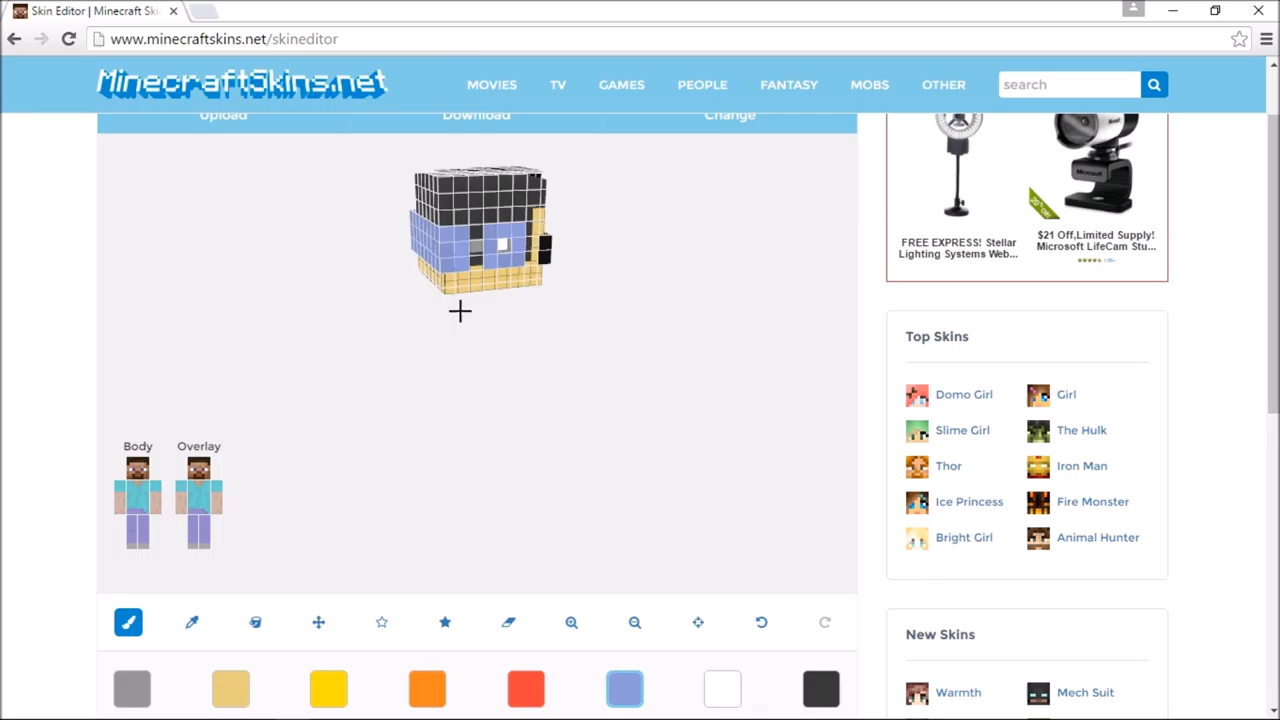 Skin Editor | Minecraft Ski
www.minecraftskins.net/skineditor
MinecraftSkins.net
MOVIES TV GAMES PEOPLE FANTASY MOBS OTHER
search
Upload Download Change
Microsoft
20% Off
FREE EXPRESS! Stellar
Lighting Systems Web...
$21 Off,Limited Supply!
Microsoft LifeCam Stu...
Top Skins
Domo Girl Girl
Slime Girl The Hulk
Thor Iron Man
Ice Princess Fire Monster
Bright Girl Animal Hunter
Body Overlay
New Skins
Warmth Mech Suit